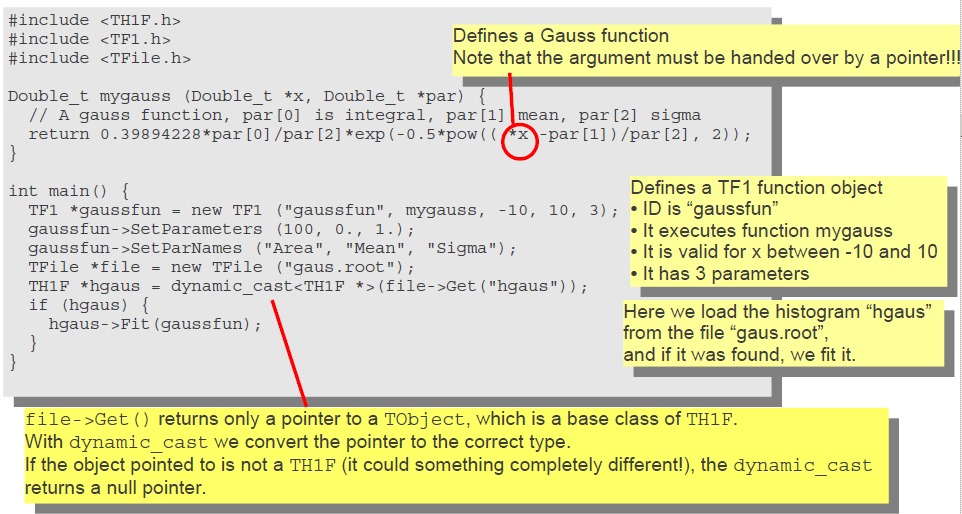 #include <TH1F.h>
#include <TF1.h>
#include <TFile.h>
Defines a Gauss function
Note that the argument must be handed over by a pointer!!!
Double_t mygauss (Double_t *x, Double_t *par) {
// A gauss function, par[0] is integral, par[1] mean, par[2] sigma
return 0.39894228*par[0]/par[2]*exp(-0.5*pow(( *x -par[1])/par[2], 2));
}
int main() {
TF1 *gaussfun = new TF1 ("gaussfun", mygauss, -10, 10, 3);
gaussfun->SetParameters (100, 0., 1.);
gaussfun->SetParNames ("Area", "Mean", "Sigma");
TFile *file = new TFile ("gaus.root");
TH1F *hgaus = dynamic_cast<TH1F *>(file->Get("hgaus"));
if (hgaus) {
hgaus->Fit(gaussfun);
}
}
Defines a TF1 function object
• ID is “gaussfun”
• It executes function mygauss
• It is valid for x between -10 and 10
• It has 3 parameters
Here we load the histogram “hgaus”
from the file “gaus.root”,
and if it was found, we fit it.
file->Get() returns only a pointer to a TObject, which is a base class of TH1F.
With dynamic_cast we convert the pointer to the correct type.
If the object pointed to is not a TH1F (it could something completely different!), the dynamic_cast
returns a null pointer.